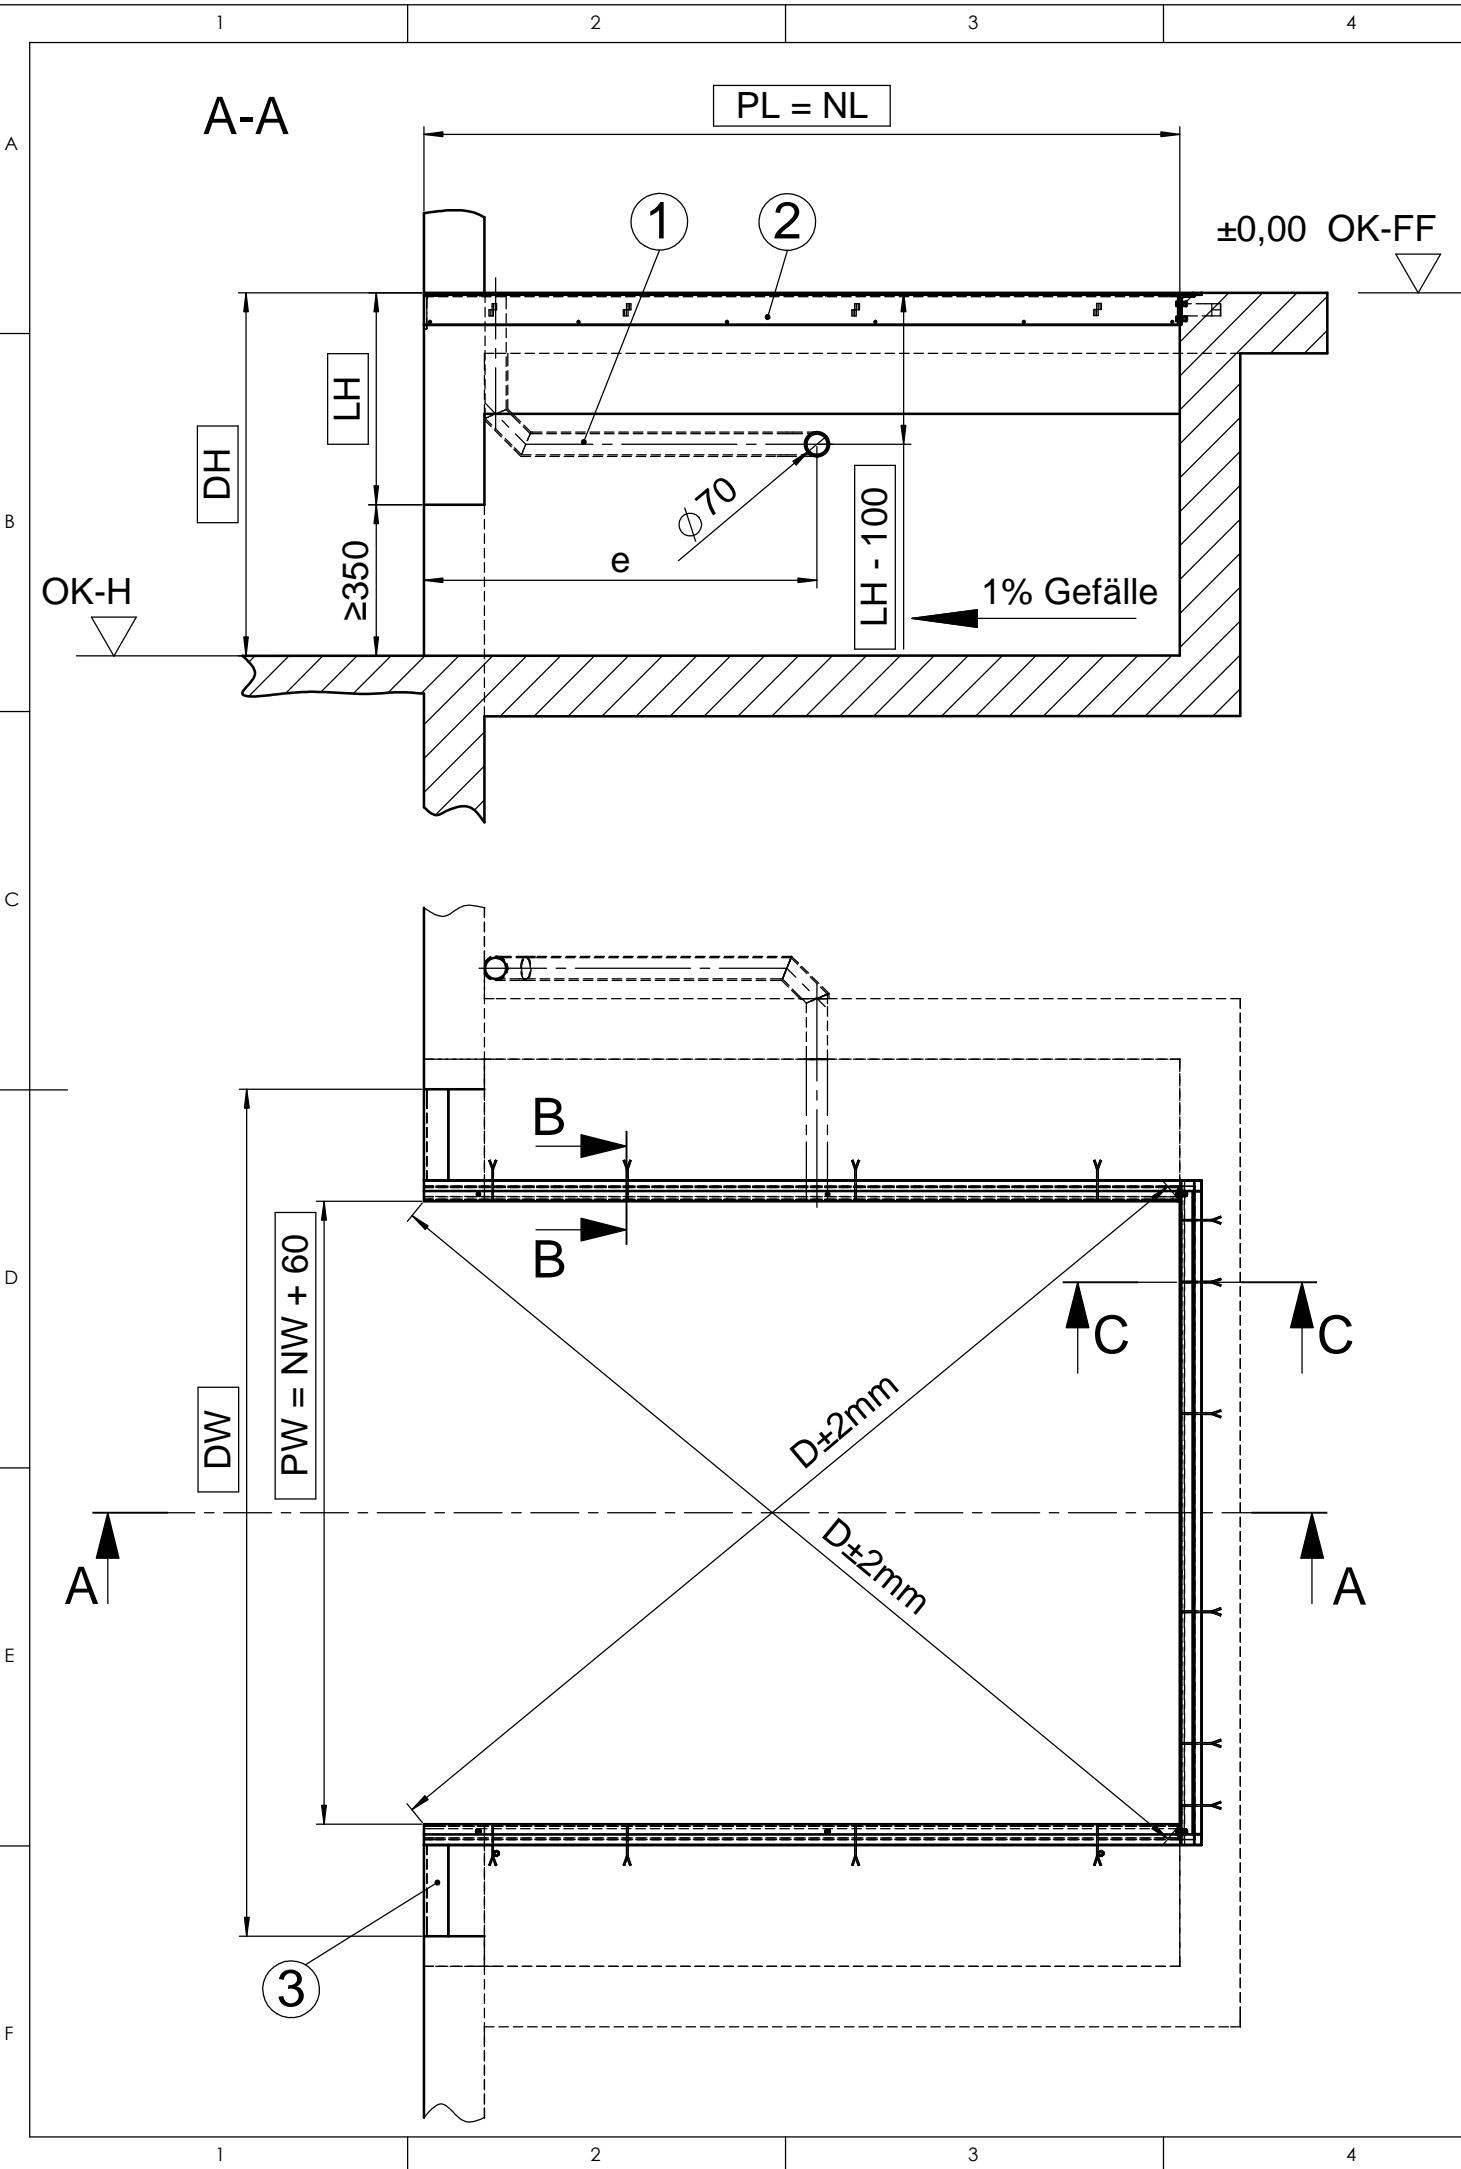 1 2 3 4
A
B
C
D
E
F
A-A
PL = NL
1 2
±0,00 OK-FF
LH
DH
⌀70
LH - 100
e
≥350
OK-H
1% Gefälle
B
B
C C
PW = NW + 60
DW
D±2mm
D±2mm
A A
3
1 2 3 4